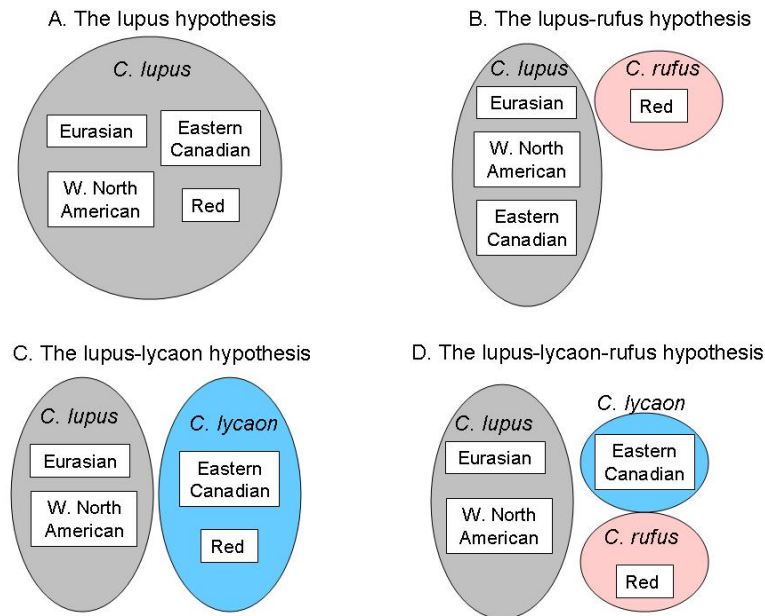 A. The lupus hypothesis
C. lupus
Eurasian
Eastern
Canadian
W. North
American
Red
B. The lupus-rufus hypothesis
C. lupus
Eurasian
W. North
American
Eastern
Canadian
C. rufus
Red
C. The lupus-lycaon hypothesis
C. lupus
Eurasian
W. North
American
C. lycaon
Eastern
Canadian
Red
D. The lupus-lycaon-rufus hypothesis
C. lupus
Eurasian
W. North
American
C. lycaon
Eastern
Canadian
C. rufus
Red